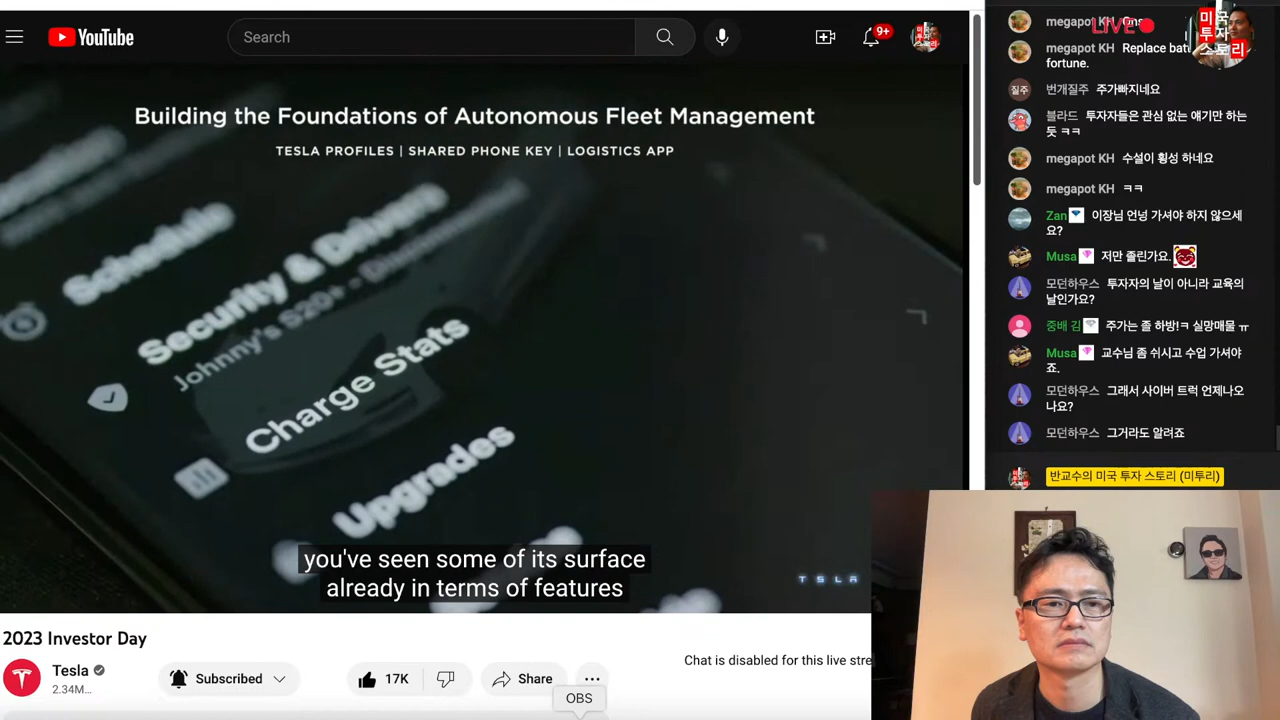 YouTube
Search
9+
Building the Foundations of Autonomous Fleet Management
TESLA PROFILES | SHARED PHONE KEY | LOGISTICS APP
Schedule
Security & Drivers
Johnny's S20+ -
Charge Stats
Upgrades
you've seen some of its surface
already in terms of features
TESLA
2023 Investor Day
Tesla
2.34M...
Subscribed
17K
Share
...
OBS
Chat is disabled for this live stre
LIVE
미국
투자
스토리
megapot KH
megapot KH Replace bat
fortune.
질주
번개질주 주가빠지네요
블라드 투자자들은 관심 없는 얘기만 하는
듯 ㅋㅋ
megapot KH 수설이 횡성 하네요
megapot KH ㅋㅋ
Zan 이장님 언넝 가셔야 하지 않으세
요?
Musa 저만 졸린가요.
모던하우스 투자자의 날이 아니라 교육의
날인가요?
중배 김 주가는 좀 하방!ㅋ 실망매물 ㅠ
Musa 교수님 좀 쉬시고 수업 가셔야
죠.
모던하우스 그래서 사이버 트럭 언제나오
나요?
모던하우스 그거라도 알려죠
반교수의 미국 투자 스토리 (미투리)